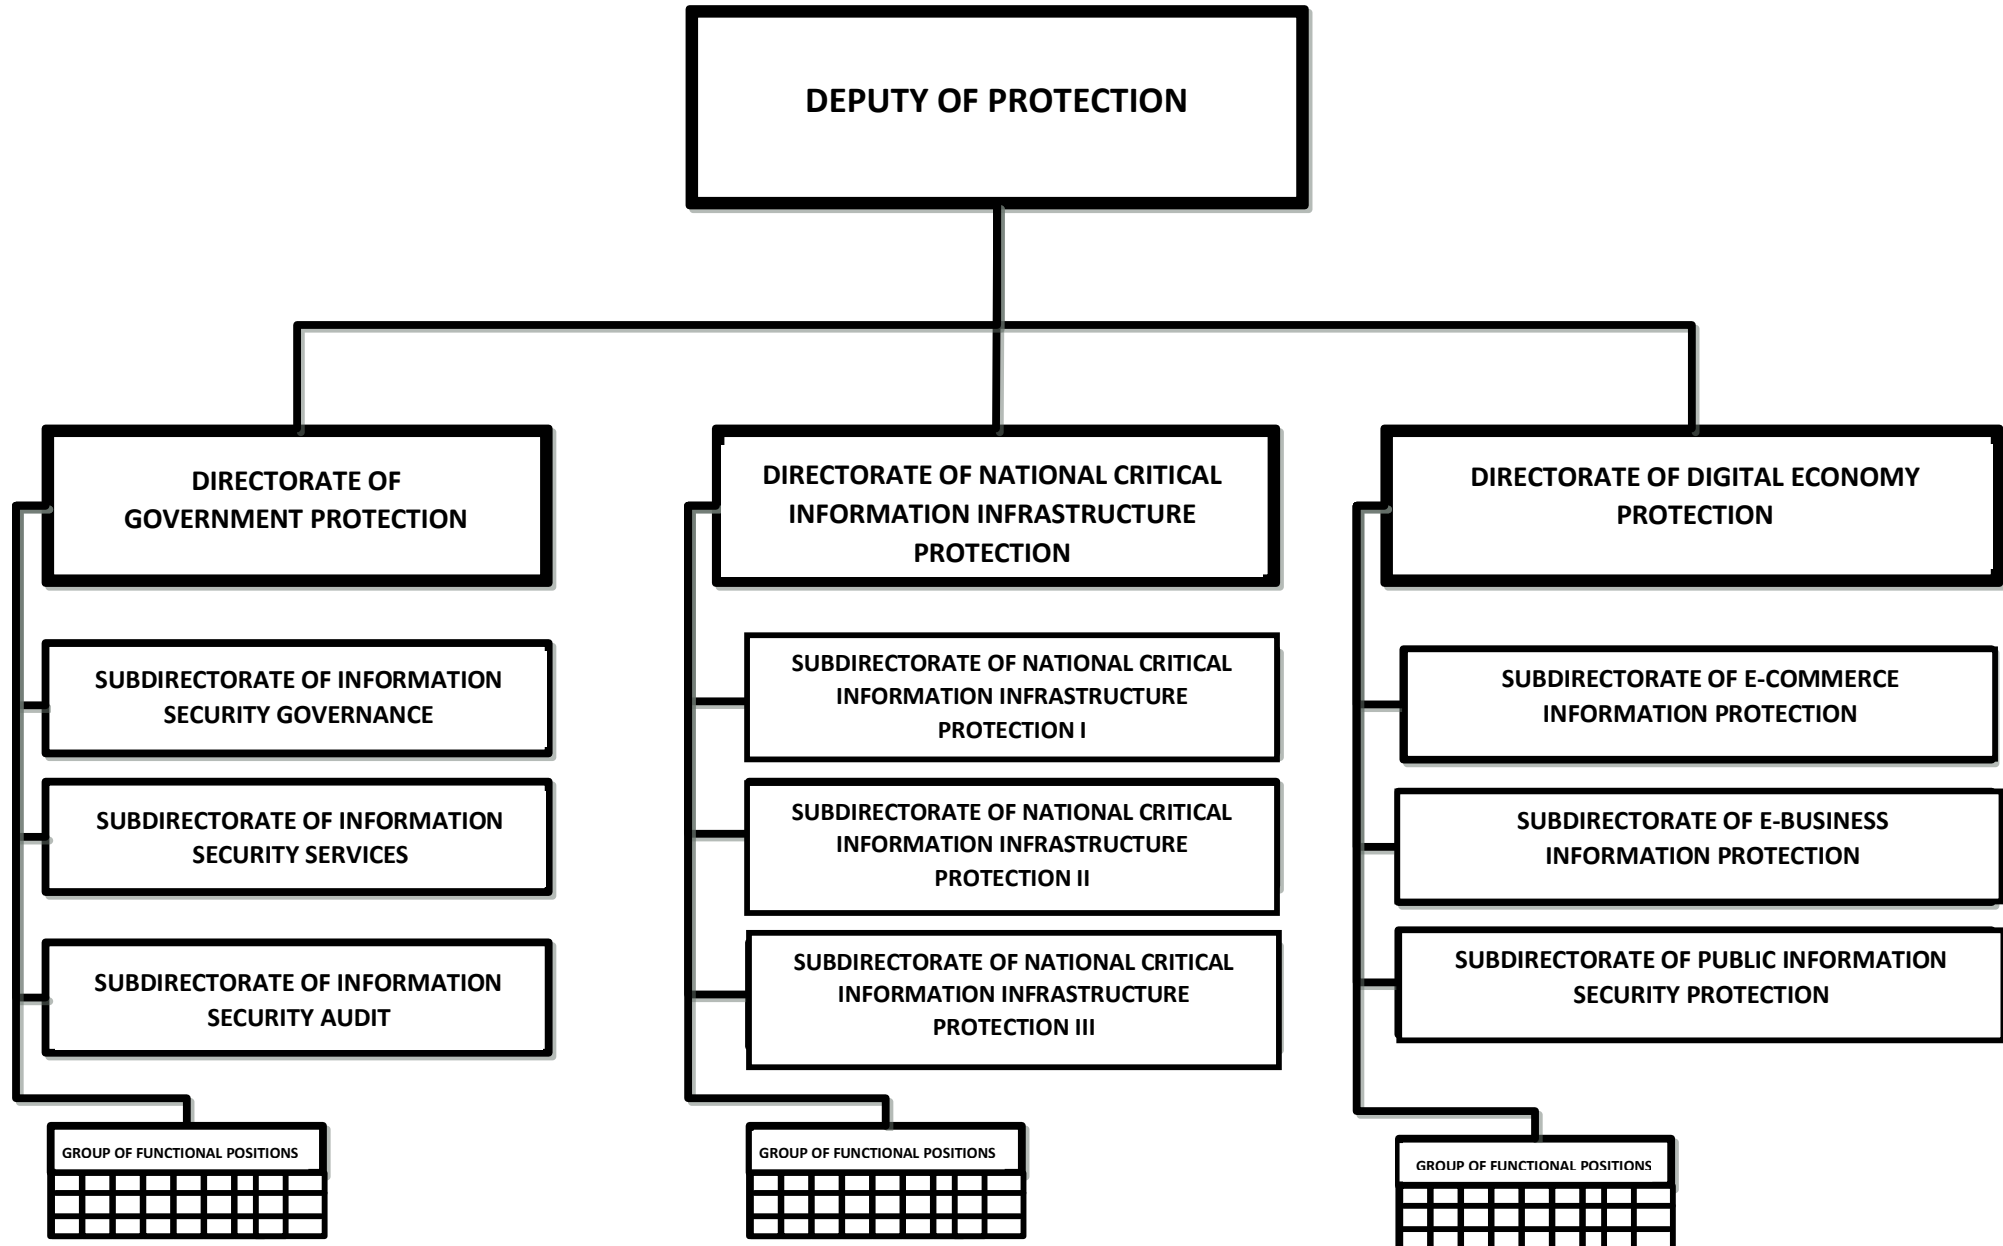 DEPUTY OF PROTECTION
DIRECTORATE OF
GOVERNMENT PROTECTION
SUBDIRECTORATE OF INFORMATION
SECURITY GOVERNANCE
SUBDIRECTORATE OF INFORMATION
SECURITY SERVICES
SUBDIRECTORATE OF INFORMATION
SECURITY AUDIT
GROUP OF FUNCTIONAL POSITIONS
DIRECTORATE OF NATIONAL CRITICAL
INFORMATION INFRASTRUCTURE
PROTECTION
SUBDIRECTORATE OF NATIONAL CRITICAL
INFORMATION INFRASTRUCTURE
PROTECTION I
SUBDIRECTORATE OF NATIONAL CRITICAL
INFORMATION INFRASTRUCTURE
PROTECTION II
SUBDIRECTORATE OF NATIONAL CRITICAL
INFORMATION INFRASTRUCTURE
PROTECTION III
GROUP OF FUNCTIONAL POSITIONS
DIRECTORATE OF DIGITAL ECONOMY
PROTECTION
SUBDIRECTORATE OF E-COMMERCE
INFORMATION PROTECTION
SUBDIRECTORATE OF E-BUSINESS
INFORMATION PROTECTION
SUBDIRECTORATE OF PUBLIC INFORMATION
SECURITY PROTECTION
GROUP OF FUNCTIONAL POSITIONS